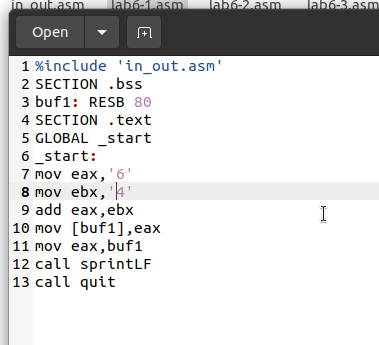 in_out.asm lab6-1.asm lab6-2.asm lab6-3.asm
Open
1 %include 'in_out.asm'
2 SECTION .bss
3 buf1: RESB 80
4 SECTION .text
5 GLOBAL _start
6 _start:
7 mov eax,'6'
8 mov ebx,'4'
9 add eax,ebx
10 mov [buf1],eax
11 mov eax,buf1
12 call sprintLF
13 call quit